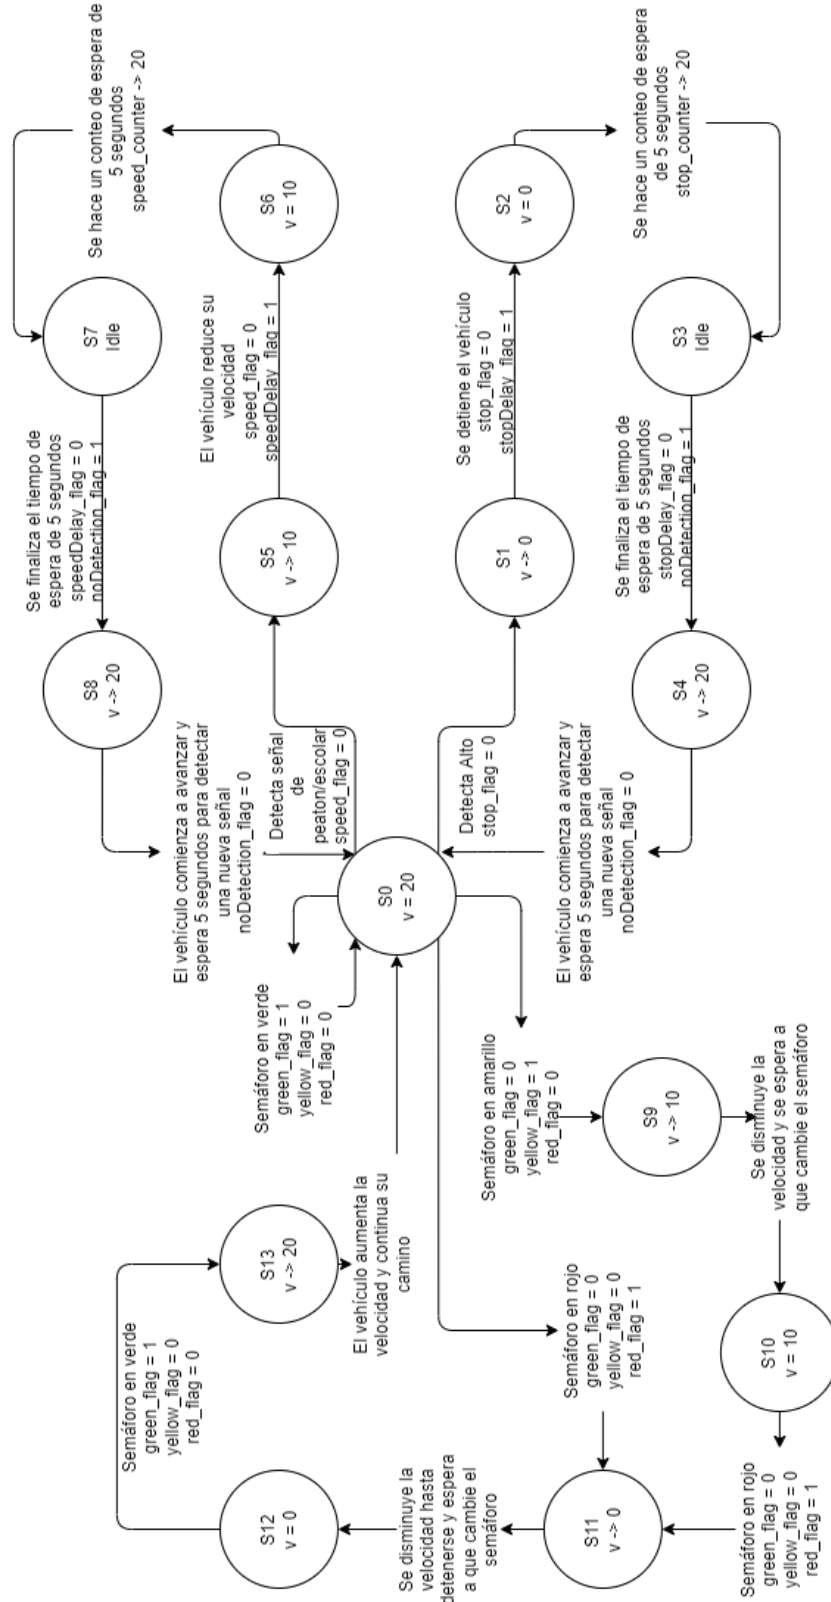 Se hace un conteo de espera de
5 segundos
speed_counter -> 20
S7
Idle
S6
v = 10
Se finaliza el tiempo de
espera de 5 segundos
speedDelay_flag = 0
noDetection_flag = 1
El vehículo reduce su
velocidad
speed_flag = 0
speedDelay_flag = 1
S8
v -> 20
S5
v -> 10
El vehículo comienza a avanzar y
espera 5 segundos para detectar
una nueva señal
noDetection_flag = 0
Detecta señal
de
peaton/escolar
speed_flag = 0
S0
v = 20
Detecta Alto
stop_flag = 0
S1
v -> 0
Se detiene el vehículo
stop_flag = 0
stopDelay_flag = 1
S2
v = 0
Se hace un conteo de espera
de 5 segundos
stop_counter -> 20
S3
Idle
Se finaliza el tiempo de
espera de 5 segundos
stopDelay_flag = 0
noDetection_flag = 1
S4
v -> 20
El vehículo comienza a avanzar y
espera 5 segundos para detectar
una nueva señal
noDetection_flag = 0
Semáforo en verde
green_flag = 1
yellow_flag = 0
red_flag = 0
Semáforo en amarillo
green_flag = 0
yellow_flag = 1
red_flag = 0
S9
v -> 10
Se disminuye la
velocidad y se espera a
que cambie el semáforo
S10
v = 10
Semáforo en rojo
green_flag = 0
yellow_flag = 0
red_flag = 1
Semáforo en rojo
green_flag = 0
yellow_flag = 0
red_flag = 1
S11
v -> 0
Se disminuye la
velocidad hasta
detenerse y espera
a que cambie el
semáforo
S12
v = 0
Semáforo en verde
green_flag = 1
yellow_flag = 0
red_flag = 0
S13
v -> 20
El vehículo aumenta la
velocidad y continua su
camino